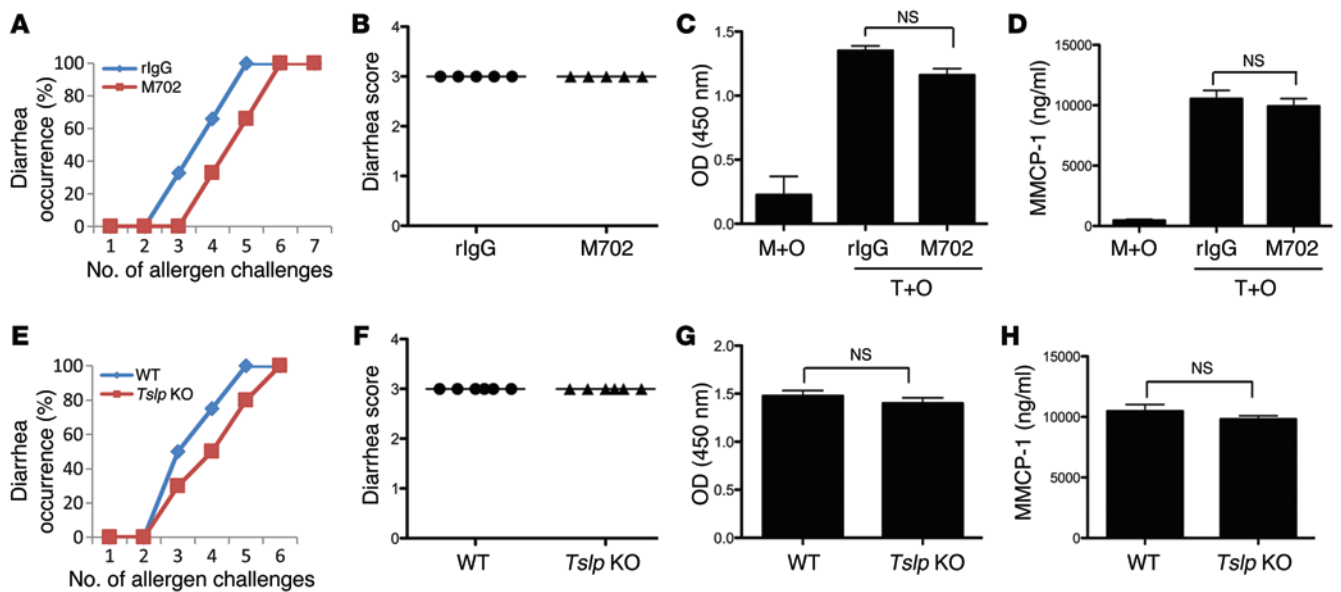 A
Diarrhea
occurrence (%)
100
80
60
40
20
0
rIgG
M702
1 2 3 4 5 6 7
No. of allergen challenges
B
Diarrhea score
4
3
2
1
0
rIgG M702
C
OD (450 nm)
1.5
1.0
0.5
0.0
NS
M+O rIgG M702
T+O
D
MMCP-1 (ng/ml)
15000
10000
5000
0
NS
M+O rIgG M702
T+O
E
Diarrhea
occurrence (%)
100
80
60
40
20
0
WT
Tslp KO
1 2 3 4 5 6
No. of allergen challenges
F
Diarrhea score
4
3
2
1
0
WT Tslp KO
G
OD (450 nm)
2.0
1.5
1.0
0.5
0.0
NS
WT Tslp KO
H
MMCP-1 (ng/ml)
15000
10000
5000
0
NS
WT Tslp KO